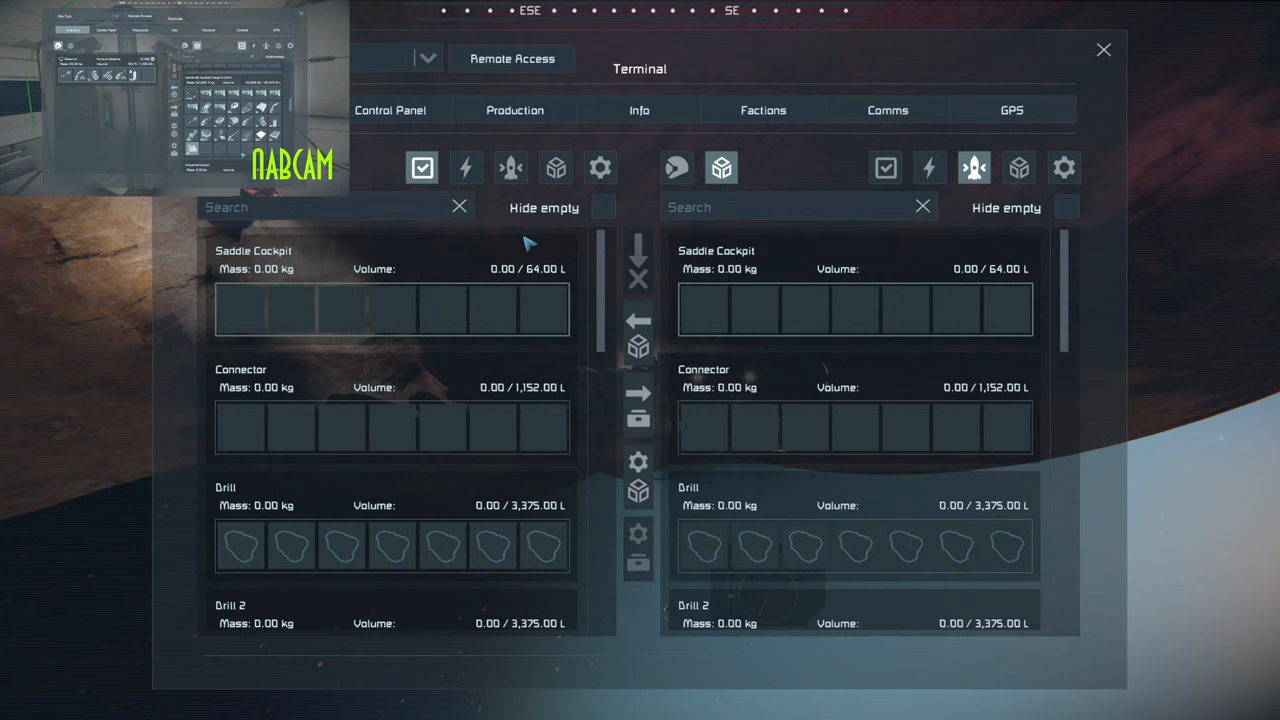 ESE SE
Remote Access
Terminal
Control Panel Production Info Factions Comms GPS
NABCAM
Search Hide empty Search Hide empty
Saddle Cockpit
Mass: 0.00 kg Volume: 0.00 / 64.00 L
Connector
Mass: 0.00 kg Volume: 0.00 / 1,152.00 L
Drill
Mass: 0.00 kg Volume: 0.00 / 3,375.00 L
Drill 2
Mass: 0.00 kg Volume: 0.00 / 3,375.00 L
Saddle Cockpit
Mass: 0.00 kg Volume: 0.00 / 64.00 L
Connector
Mass: 0.00 kg Volume: 0.00 / 1,152.00 L
Drill
Mass: 0.00 kg Volume: 0.00 / 3,375.00 L
Drill 2
Mass: 0.00 kg Volume: 0.00 / 3,375.00 L